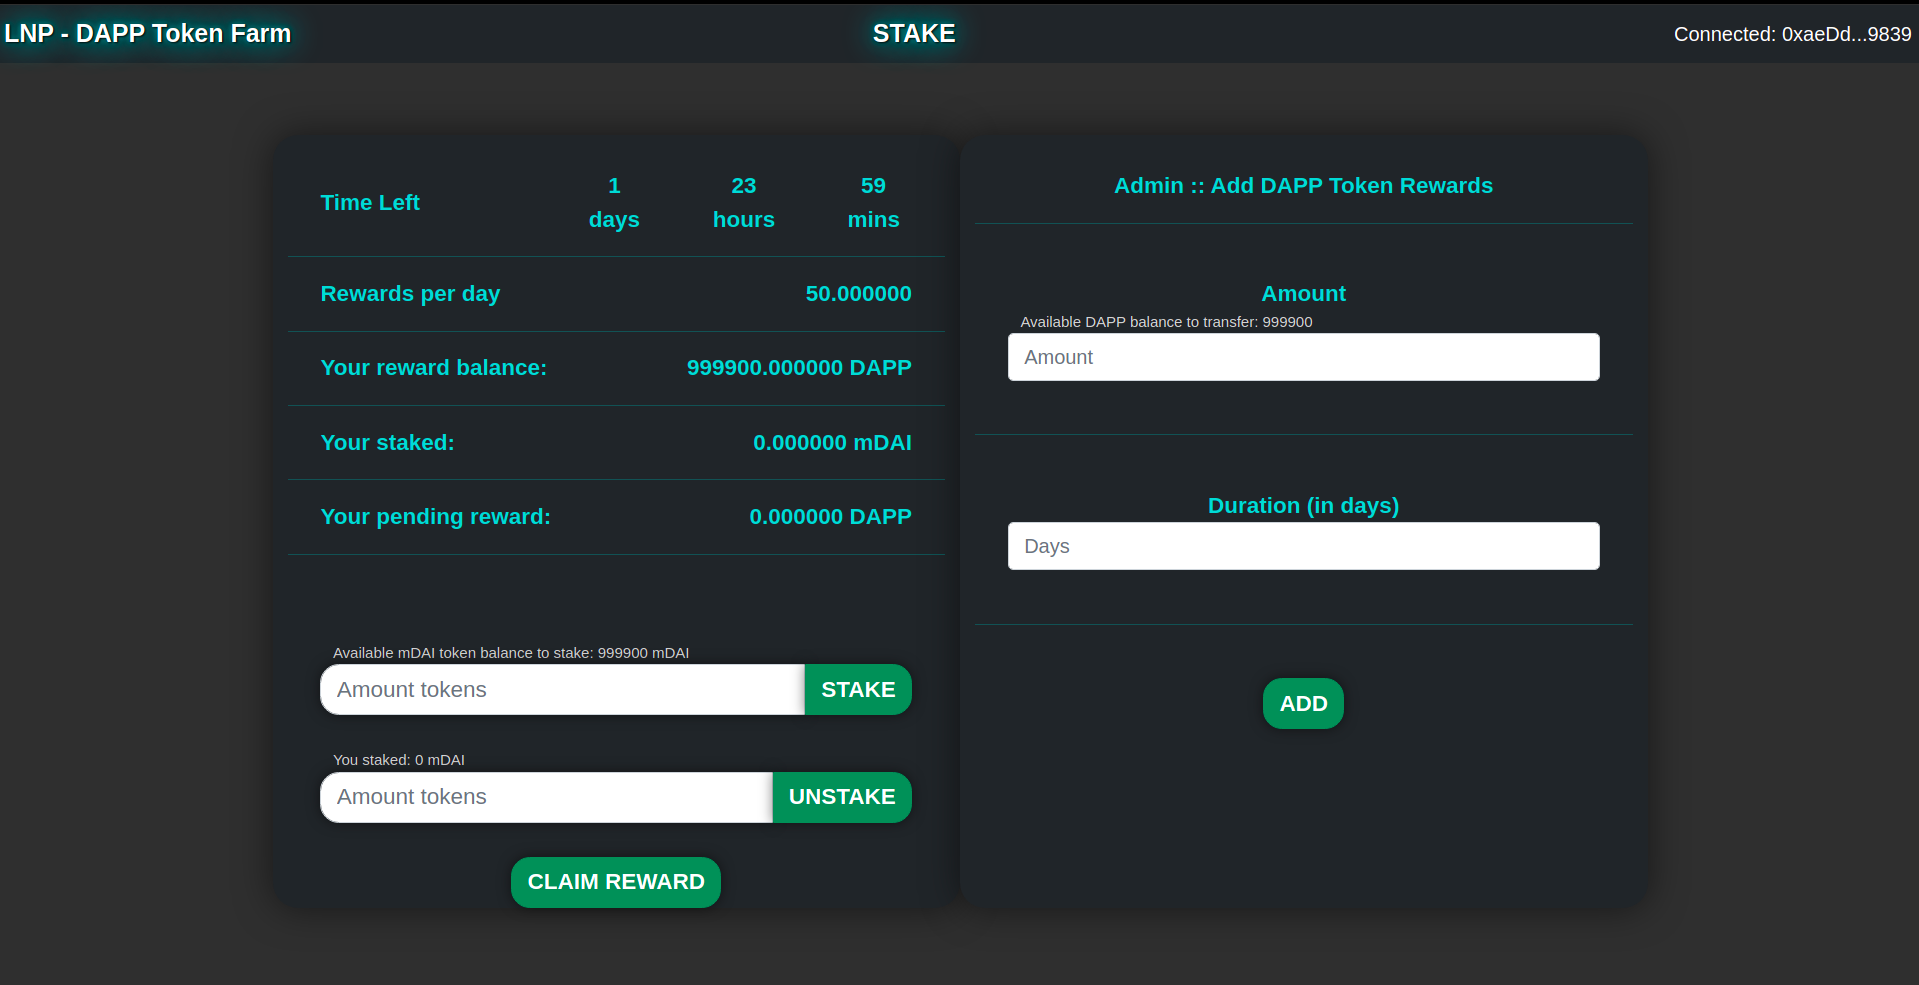 LNP - DAPP Token Farm
STAKE
Connected: 0xaeDd...9839
Time Left
1 days
23 hours
59 mins
Rewards per day 50.000000
Your reward balance: 999900.000000 DAPP
Your staked: 0.000000 mDAI
Your pending reward: 0.000000 DAPP
Available mDAI token balance to stake: 999900 mDAI
Amount tokens STAKE
You staked: 0 mDAI
Amount tokens UNSTAKE
CLAIM REWARD
Admin :: Add DAPP Token Rewards
Amount
Available DAPP balance to transfer: 999900
Amount
Duration (in days)
Days
ADD